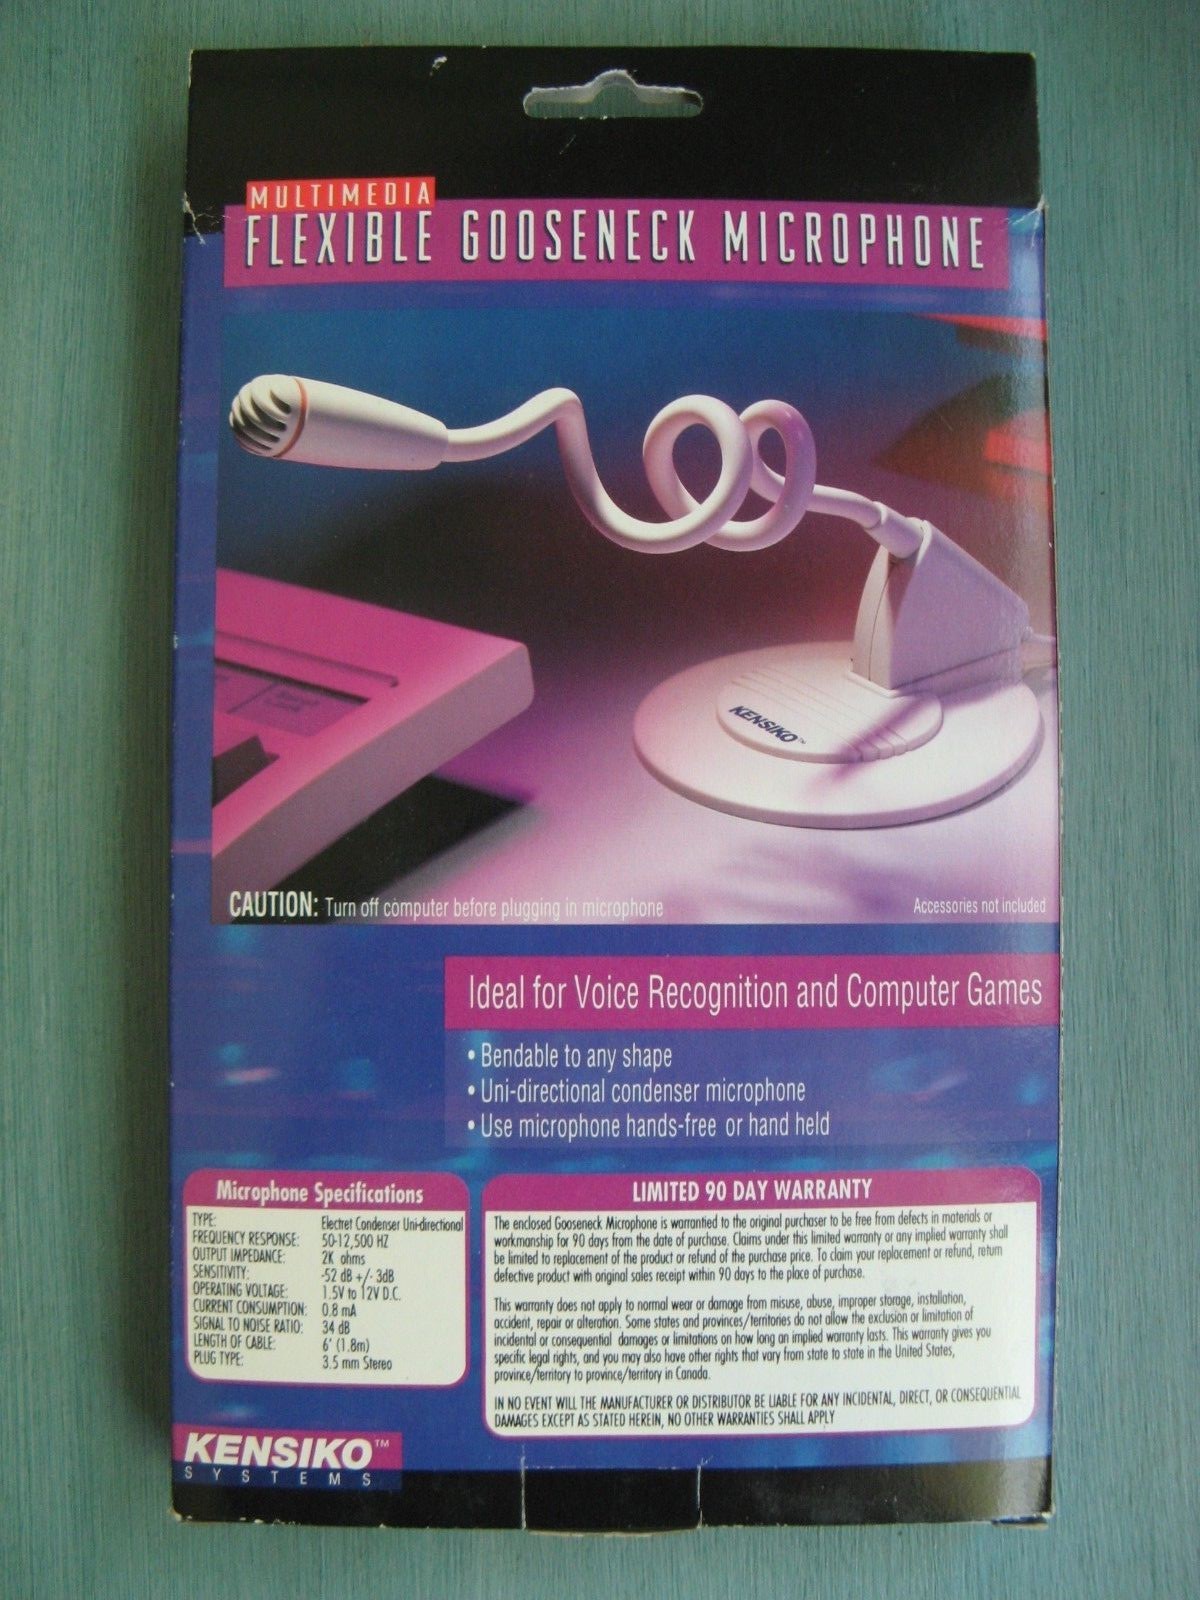 MULTIMEDIA
FLEXIBLE GOOSENECK MICROPHONE
KENSIKO™
CAUTION: Turn off computer before plugging in microphone
Accessories not included
Ideal for Voice Recognition and Computer Games
• Bendable to any shape
• Uni-directional condenser microphone
• Use microphone hands-free or hand held
Microphone Specifications
TYPE: Electret Condenser Uni-directional
FREQUENCY RESPONSE: 50-12,500 HZ
OUTPUT IMPEDANCE: 2K ohms
SENSITIVITY: -52 dB +/- 3dB
OPERATING VOLTAGE: 1.5V to 12V D.C.
CURRENT CONSUMPTION: 0.8 mA
SIGNAL TO NOISE RATIO: 34 dB
LENGTH OF CABLE: 6' (1.8m)
PLUG TYPE: 3.5 mm Stereo
LIMITED 90 DAY WARRANTY
The enclosed Gooseneck Microphone is warrantied to the original purchaser to be free from defects in materials or
workmanship for 90 days from the date of purchase. Claims under this limited warranty or any implied warranty shall
be limited to replacement of the product or refund of the purchase price. To claim your replacement or refund, return
defective product with original sales receipt within 90 days to the place of purchase.
This warranty does not apply to normal wear or damage from misuse, abuse, improper storage, installation,
accident, repair or alteration. Some states and provinces/territories do not allow the exclusion or limitation of
incidental or consequential damages or limitations on how long an implied warranty lasts. This warranty gives you
specific legal rights, and you may also have other rights that vary from state to state in the United States,
province/territory to province/territory in Canada.
IN NO EVENT WILL THE MANUFACTURER OR DISTRIBUTOR BE LIABLE FOR ANY INCIDENTAL, DIRECT, OR CONSEQUENTIAL
DAMAGES EXCEPT AS STATED HEREIN, NO OTHER WARRANTIES SHALL APPLY
KENSIKO™
SYSTEMS